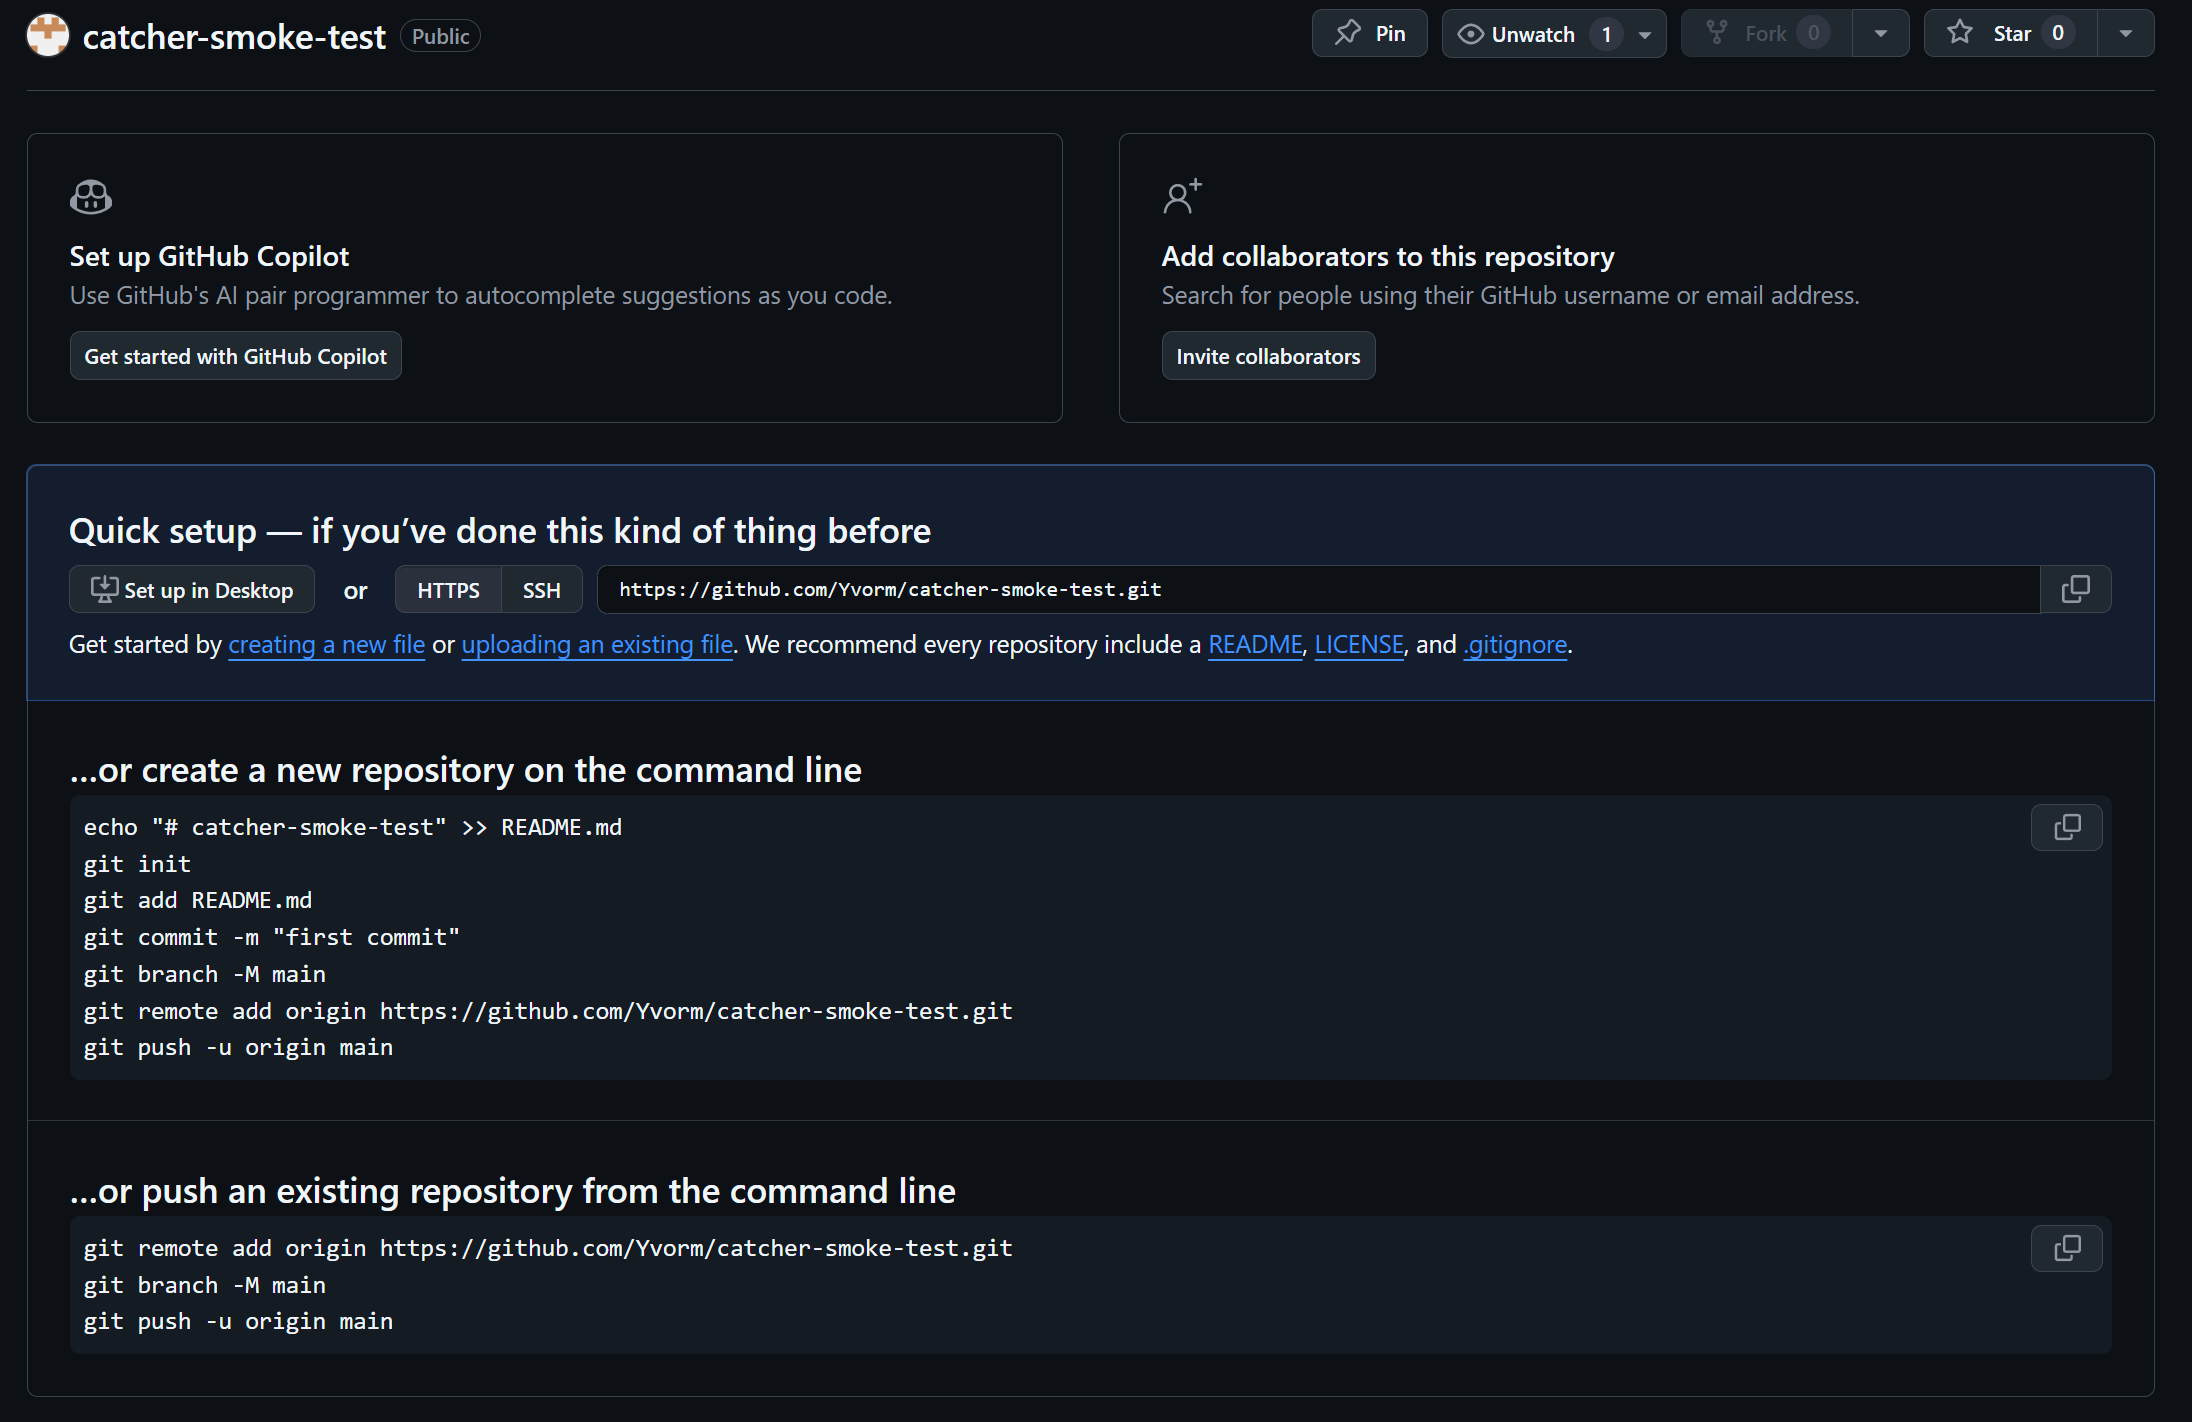 catcher-smoke-test Public Pin Unwatch 1 Fork 0 Star 0
Set up GitHub Copilot
Use GitHub's AI pair programmer to autocomplete suggestions as you code.
Get started with GitHub Copilot
Add collaborators to this repository
Search for people using their GitHub username or email address.
Invite collaborators
Quick setup — if you’ve done this kind of thing before
Set up in Desktop or HTTPS SSH https://github.com/Yvorm/catcher-smoke-test.git
Get started by creating a new file or uploading an existing file. We recommend every repository include a README, LICENSE, and .gitignore.
…or create a new repository on the command line
echo "# catcher-smoke-test" >> README.md
git init
git add README.md
git commit -m "first commit"
git branch -M main
git remote add origin https://github.com/Yvorm/catcher-smoke-test.git
git push -u origin main
…or push an existing repository from the command line
git remote add origin https://github.com/Yvorm/catcher-smoke-test.git
git branch -M main
git push -u origin main